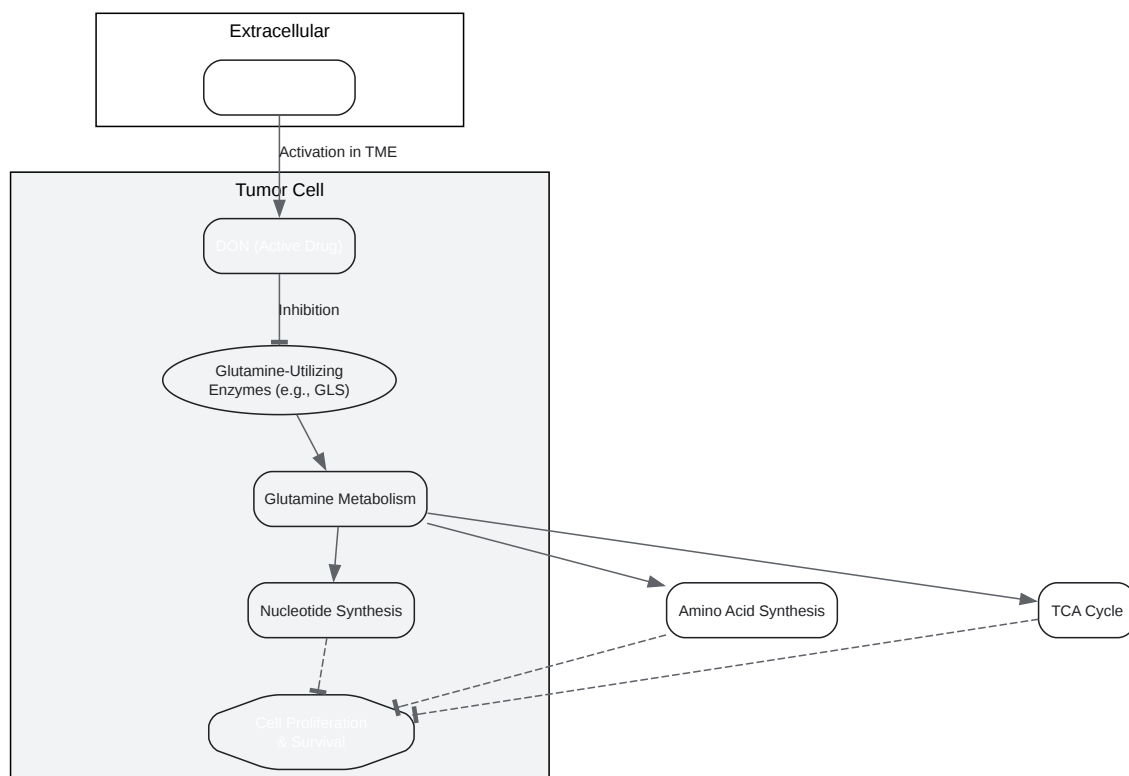 Extracellular
Activation in TME
Tumor Cell
DON (Active Drug)
Inhibition
Glutamine-Utilizing
Enzymes (e.g., GLS)
Glutamine Metabolism
Nucleotide Synthesis
Amino Acid Synthesis
TCA Cycle
Cell Proliferation
& Survival